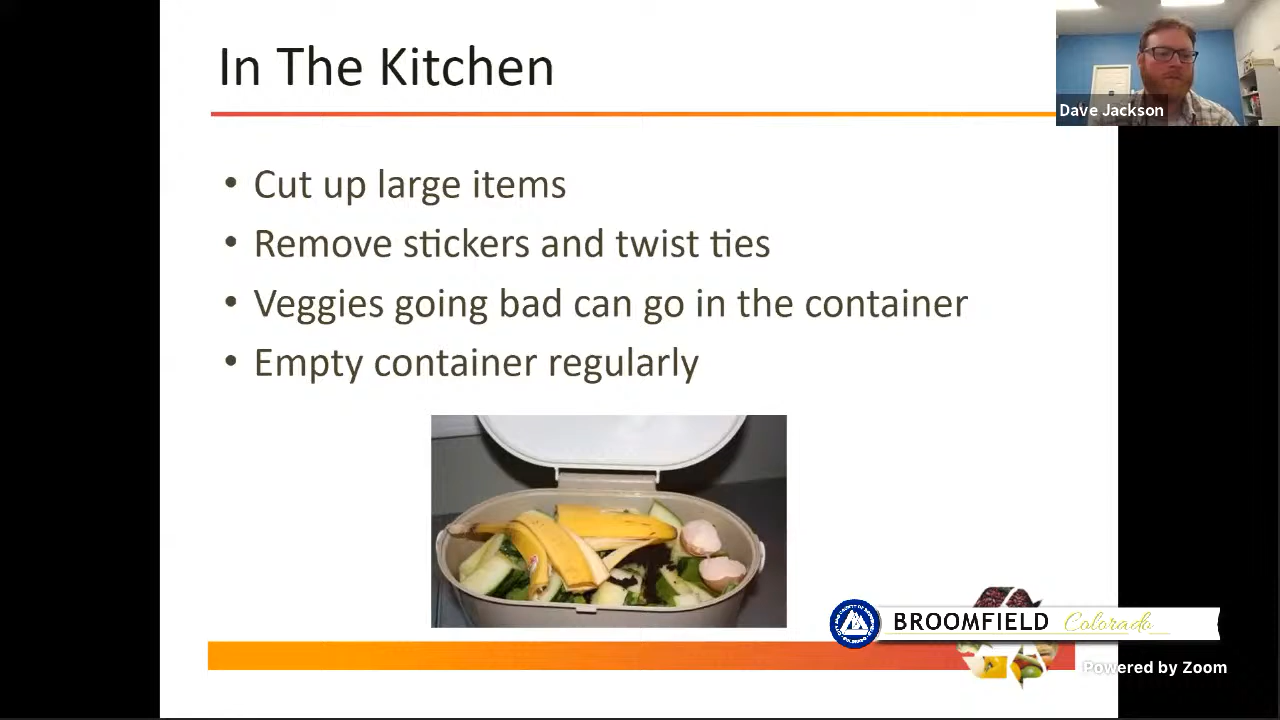 In The Kitchen
Dave Jackson
• Cut up large items
• Remove stickers and twist ties
• Veggies going bad can go in the container
• Empty container regularly
BROOMFIELD Colorado
Powered by Zoom